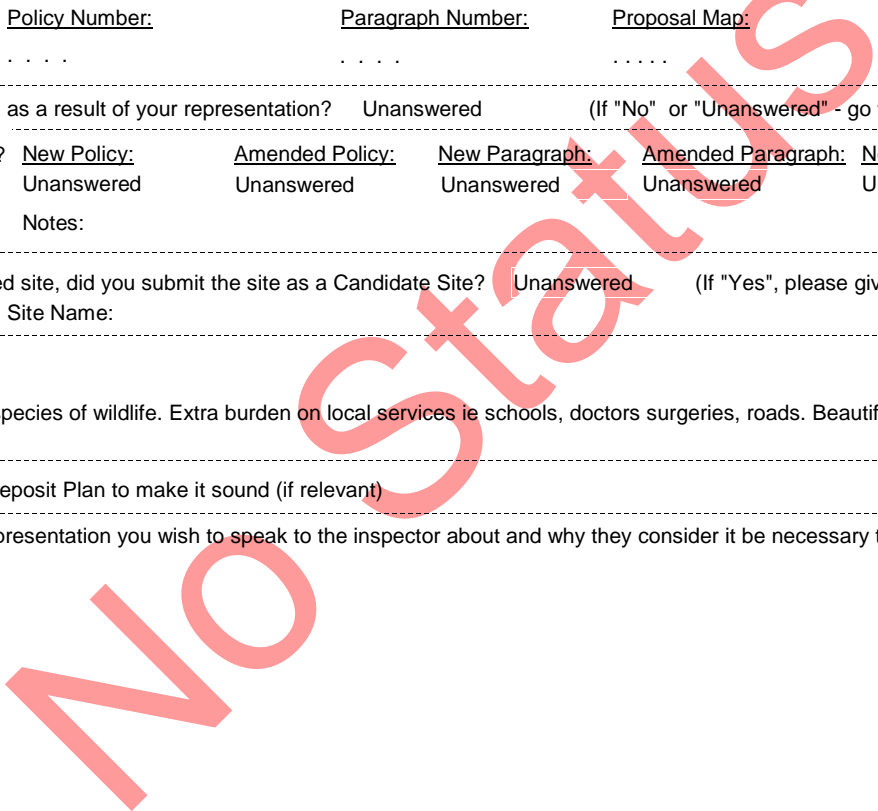 Policy Number: Paragraph Number: Proposal Map:
. . . . . . . . . . . . .
as a result of your representation? Unanswered (If "No" or "Unanswered" - go
? New Policy: Amended Policy: New Paragraph: Amended Paragraph:
Unanswered Unanswered Unanswered Unanswered U
Notes:
ed site, did you submit the site as a Candidate Site? Unanswered (If "Yes", please giv
Site Name:
species of wildlife. Extra burden on local services ie schools, doctors surgeries, roads. Beautif
eposit Plan to make it sound (if relevant)
presentation you wish to speak to the inspector about and why they consider it be necessary t
No Status